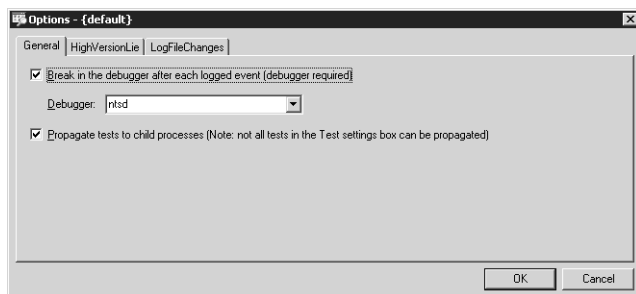 Options - {default}
General HighVersionLie LogFileChanges
Break in the debugger after each logged event (debugger required)
Debugger: ntsd
Propagate tests to child processes (Note: not all tests in the Test settings box can be propagated)
OK Cancel